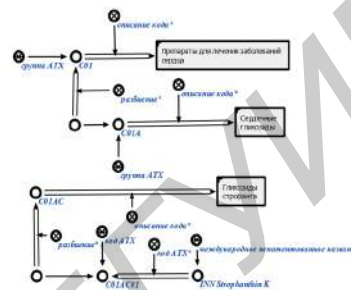 описание кода*
Препараты для лечения заболеваний
сердца
группа АТХ
C01
разбиение*
описание кода*
Сердечные
гликозиды
C01A
группа АТХ
Гликозиды
строфанта
C01AC
описание кода*
код АТХ
разбиение*
код АТХ*
международное непатентованное
C01AC01
INN Strophanthin K